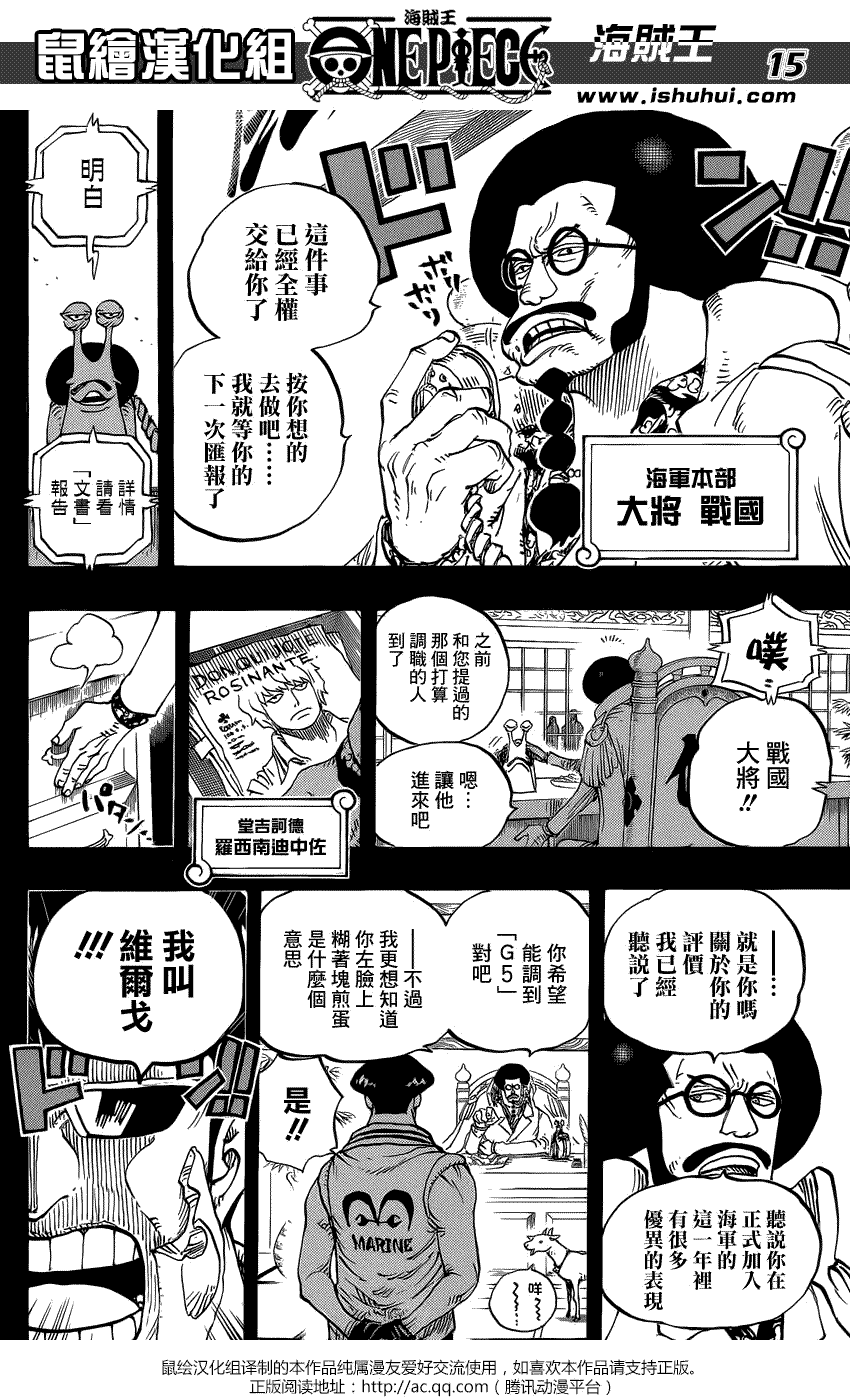 鼠繪漢化組
海賊王
ONE PIECE
海賊王
15
www.ishuhui.com
ドン!!
這件事
已經全權
交給你了
按你想的
去做吧……
我就等你的
下一次匯報了
海軍本部
大將 戰國
明白
詳情
請看
「文書」
報告
噗
戰國
大將!!
之前
和您提過的
那個打算
調職的人
到了
嗯…
讓他
進來吧
DONQUIJOTE
ROSINANTE
堂吉訶德
羅西南迪中佐
パタン
——……
就是你嗎
關於你的
評價
我已經
聽說了
聽說你在
正式加入
海軍的
這一年裡
有很多
優異的表現
你希望
能調到
「G5」
對吧
——不過
我更想知道
你左臉上
糊著塊煎蛋
是什麼個
意思
是!!
MARINE
咩〜〜〜
我叫
維爾戈
!!!
ドン!!
鼠绘汉化组译制的本作品纯属漫友爱好交流使用，如喜欢本作品请支持正版。
正版阅读地址：http://ac.qq.com（腾讯动漫平台）